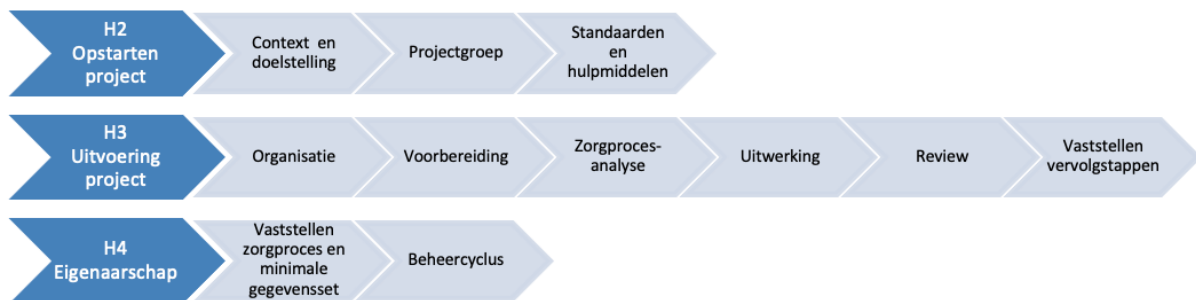 H2
Opstarten
project
Context en
doelstelling
Projectgroep
Standaarden
en
hulpmiddelen
H3
Uitvoering
project
Organisatie
Voorbereiding
Zorgproces-
analyse
Uitwerking
Review
Vaststellen
vervolgstappen
H4
Eigenaarschap
Vaststellen
zorgproces en
minimale
gegevensset
Beheercyclus